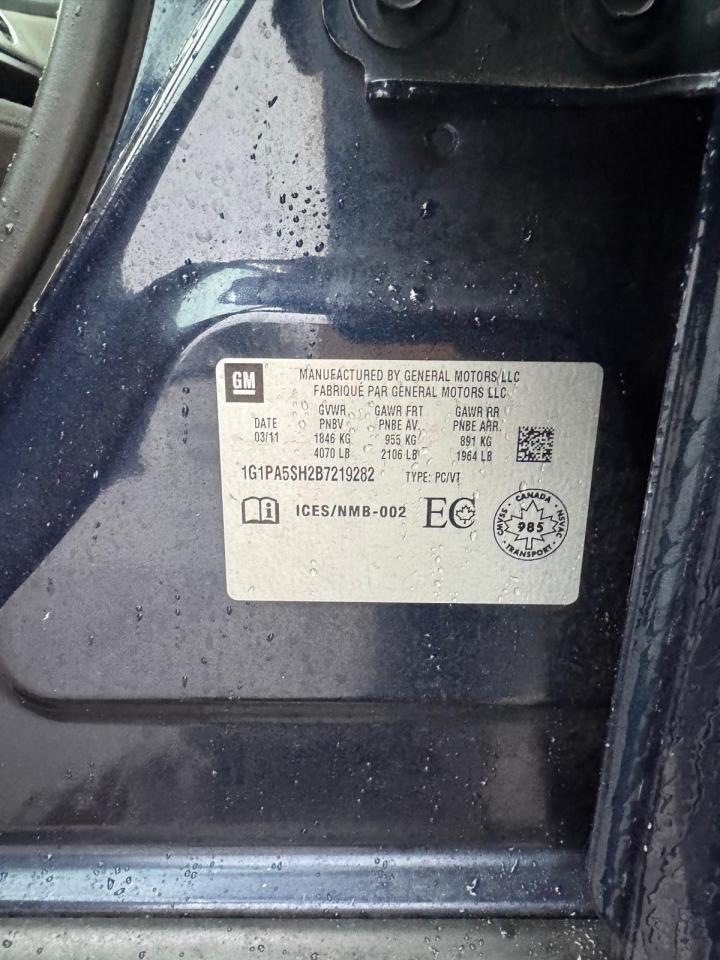 GM
MANUFACTURED BY GENERAL MOTORS LLC
FABRIQUÉ PAR GENERAL MOTORS LLC
DATE GVWR GAWR FRT GAWR RR
03/11 PNBV PNBE AV. PNBE ARR.
1846 KG 955 KG 891 KG
4070 LB 2106 LB 1964 LB
1G1PA5SH2B7219282 TYPE: PC/VT
i ICES/NMB-002 EC
CANADA
CMVSS 985 NSVAC
TRANSPORT